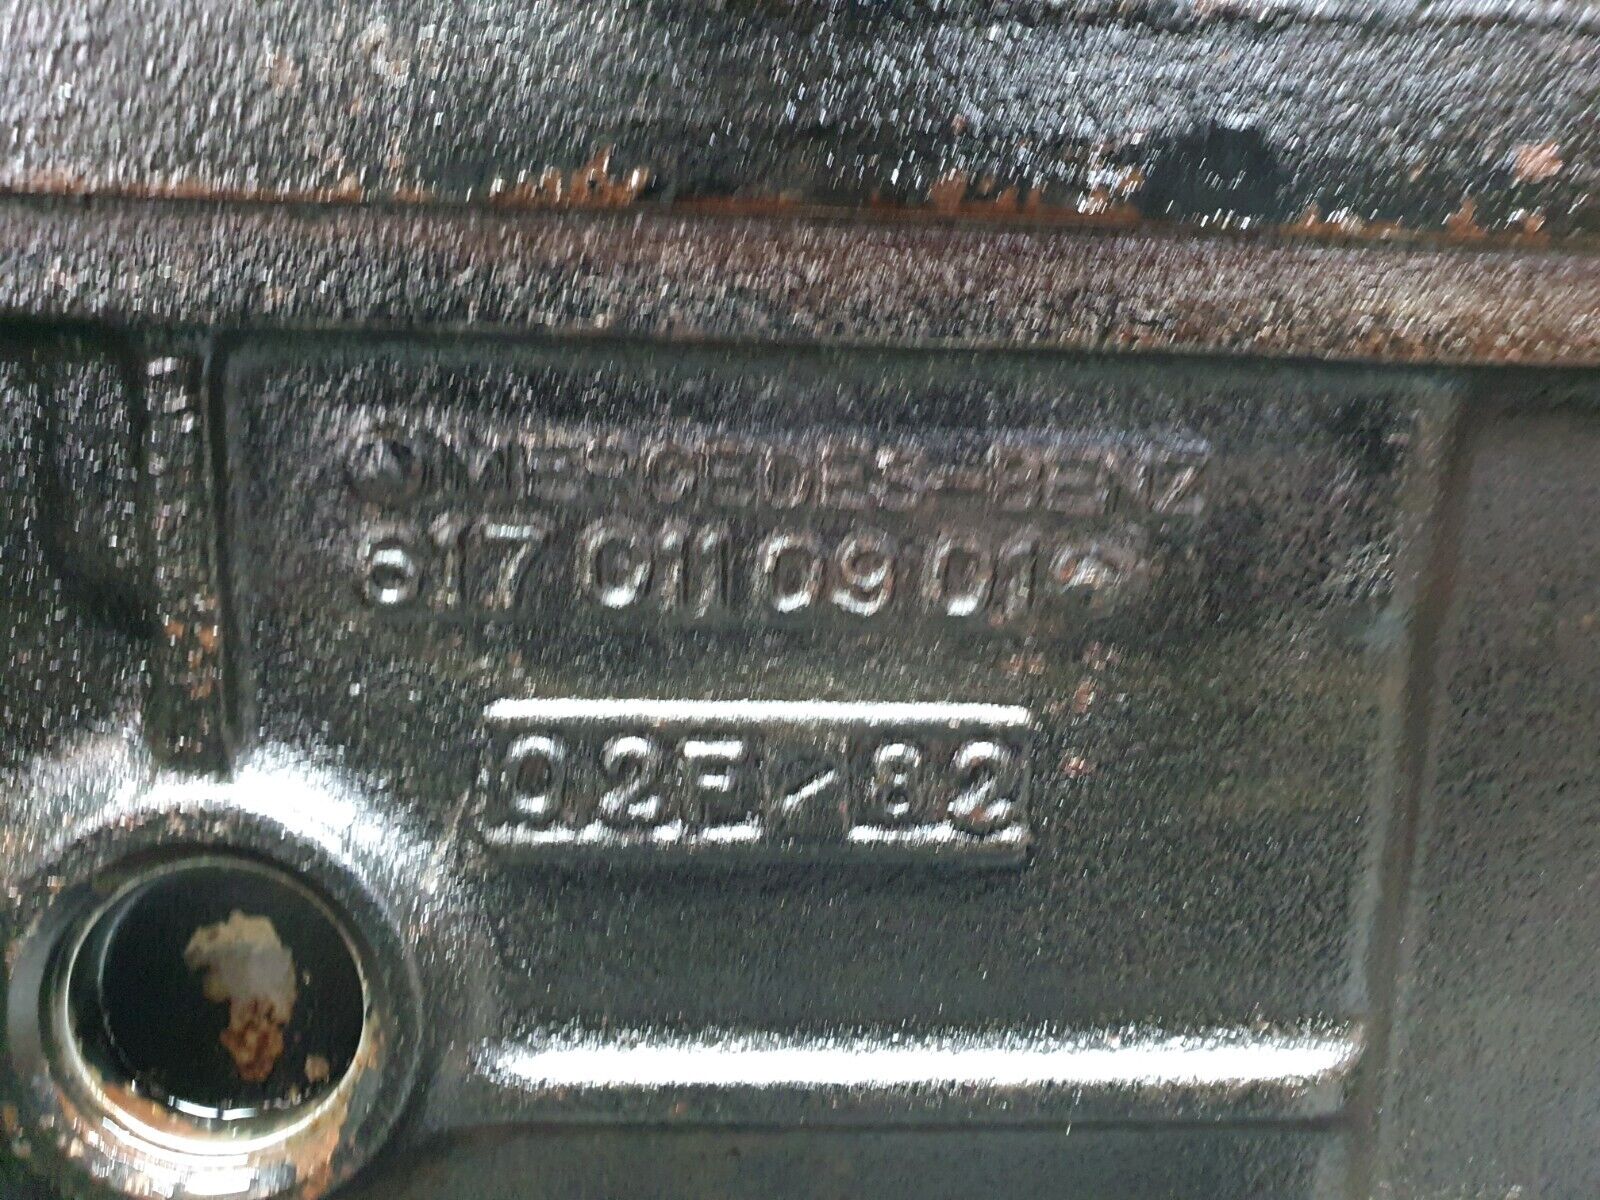 MERCEDES-BENZ
617 011 09 01
02F/82